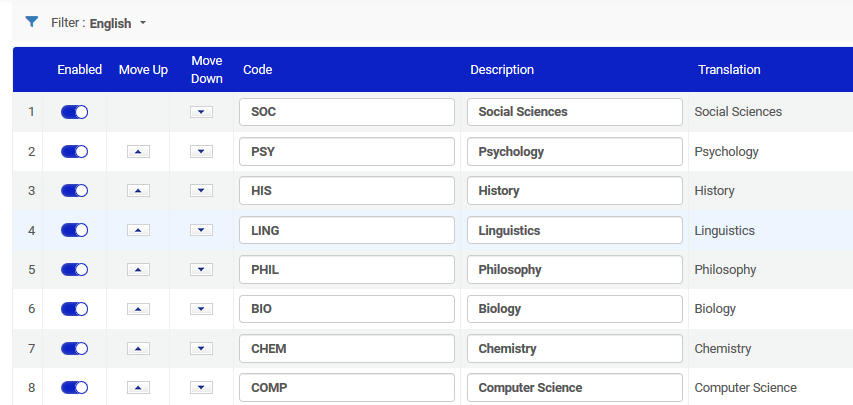 Filter : English
Enabled Move Up Move Down Code Description Translation
1 SOC Social Sciences Social Sciences
2 PSY Psychology Psychology
3 HIS History History
4 LING Linguistics Linguistics
5 PHIL Philosophy Philosophy
6 BIO Biology Biology
7 CHEM Chemistry Chemistry
8 COMP Computer Science Computer Science